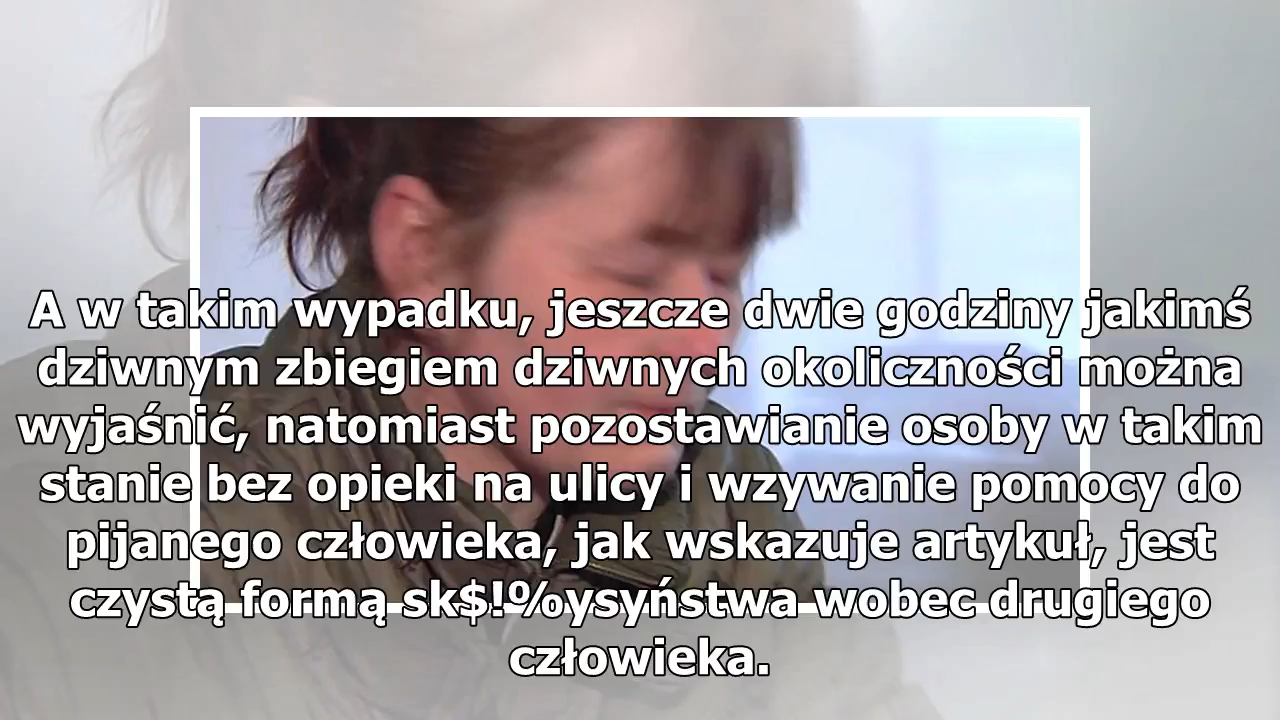 A w takim wypadku, jeszcze dwie godziny jakimś
dziwnym zbiegiem dziwnych okoliczności można
wyjaśnić, natomiast pozostawianie osoby w takim
stanie bez opieki na ulicy i wzywanie pomocy do
pijanego człowieka, jak wskazuje artykuł, jest
czystą formą sk$!%ysyństwa wobec drugiego
człowieka.